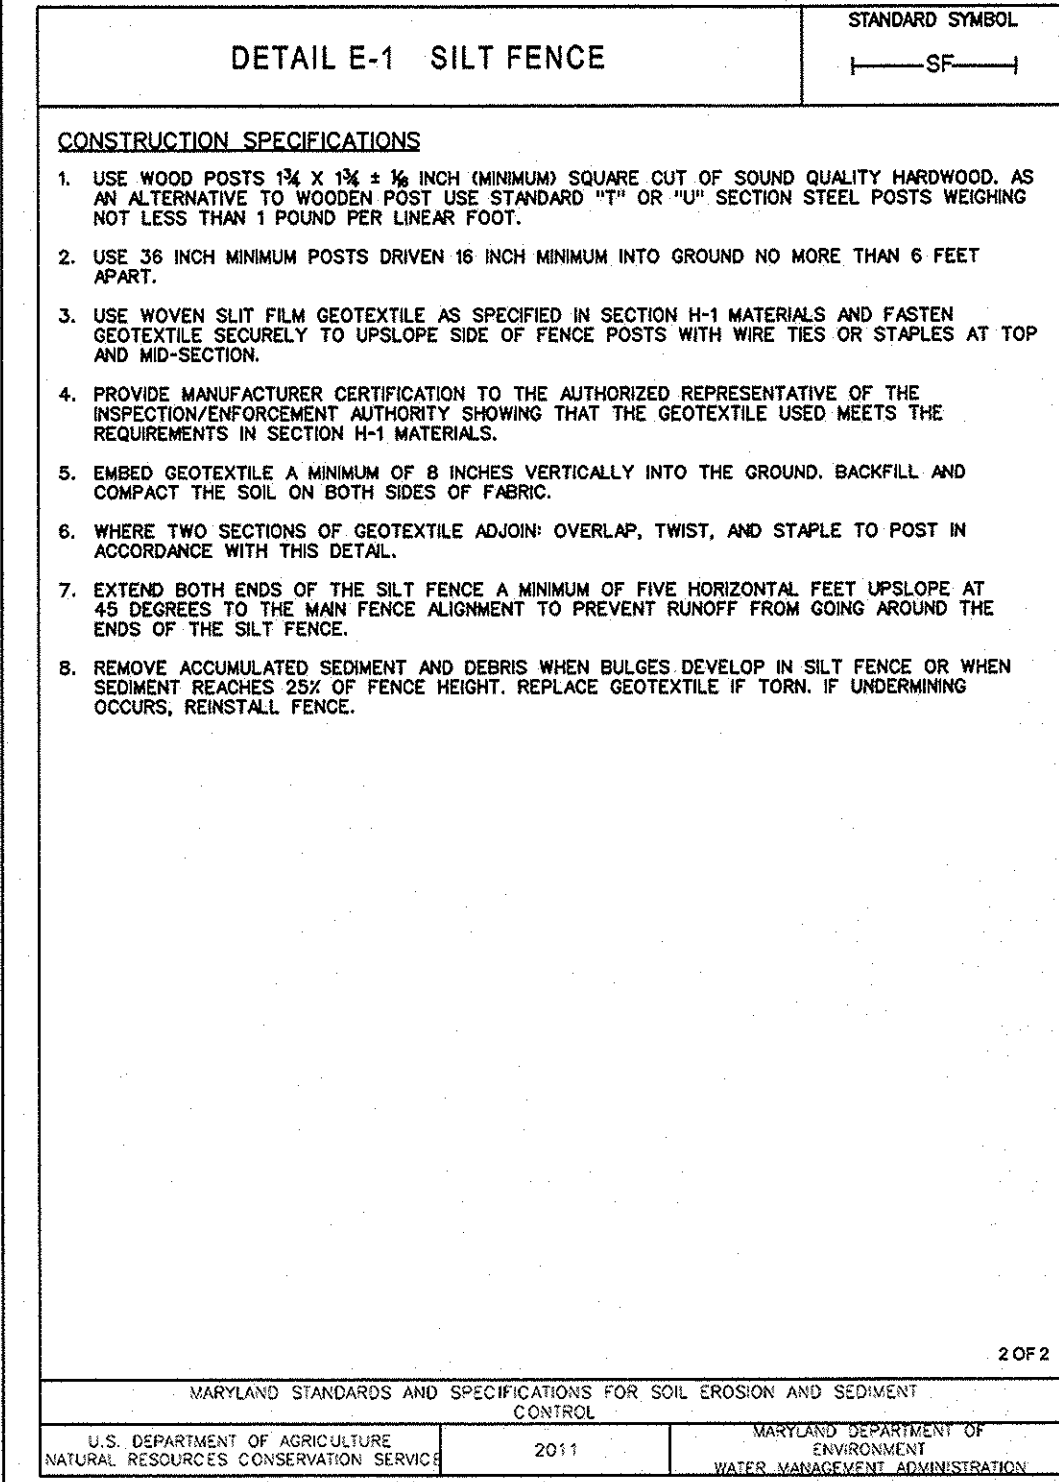 STANDARD SYMBOL
DETAIL E-1 SILT FENCE
SF
CONSTRUCTION SPECIFICATIONS
1. USE WOOD POSTS 1¾ X 1¾ ± 1/16 INCH (MINIMUM) SQUARE CUT OF SOUND QUALITY HARDWOOD. AS
AN ALTERNATIVE TO WOODEN POST USE STANDARD "T" OR "U" SECTION STEEL POSTS WEIGHING
NOT LESS THAN 1 POUND PER LINEAR FOOT.
2. USE 36 INCH MINIMUM POSTS DRIVEN 16 INCH MINIMUM INTO GROUND NO MORE THAN 6 FEET
APART.
3. USE WOVEN SLIT FILM GEOTEXTILE AS SPECIFIED IN SECTION H-1 MATERIALS AND FASTEN
GEOTEXTILE SECURELY TO UPSLOPE SIDE OF FENCE POSTS WITH WIRE TIES OR STAPLES AT TOP
AND MID-SECTION.
4. PROVIDE MANUFACTURER CERTIFICATION TO THE AUTHORIZED REPRESENTATIVE OF THE
INSPECTION/ENFORCEMENT AUTHORITY SHOWING THAT THE GEOTEXTILE USED MEETS THE
REQUIREMENTS IN SECTION H-1 MATERIALS.
5. EMBED GEOTEXTILE A MINIMUM OF 8 INCHES VERTICALLY INTO THE GROUND. BACKFILL AND
COMPACT THE SOIL ON BOTH SIDES OF FABRIC.
6. WHERE TWO SECTIONS OF GEOTEXTILE ADJOIN: OVERLAP, TWIST, AND STAPLE TO POST IN
ACCORDANCE WITH THIS DETAIL.
7. EXTEND BOTH ENDS OF THE SILT FENCE A MINIMUM OF FIVE HORIZONTAL FEET UPSLOPE AT
45 DEGREES TO THE MAIN FENCE ALIGNMENT TO PREVENT RUNOFF FROM GOING AROUND THE
ENDS OF THE SILT FENCE.
8. REMOVE ACCUMULATED SEDIMENT AND DEBRIS WHEN BULGES DEVELOP IN SILT FENCE OR WHEN
SEDIMENT REACHES 25% OF FENCE HEIGHT. REPLACE GEOTEXTILE IF TORN. IF UNDERMINING
OCCURS, REINSTALL FENCE.
2 OF 2
MARYLAND STANDARDS AND SPECIFICATIONS FOR SOIL EROSION AND SEDIMENT
CONTROL
U.S. DEPARTMENT OF AGRICULTURE
NATURAL RESOURCES CONSERVATION SERVICE
2011
MARYLAND DEPARTMENT OF
ENVIRONMENT
WATER MANAGEMENT ADMINISTRATION